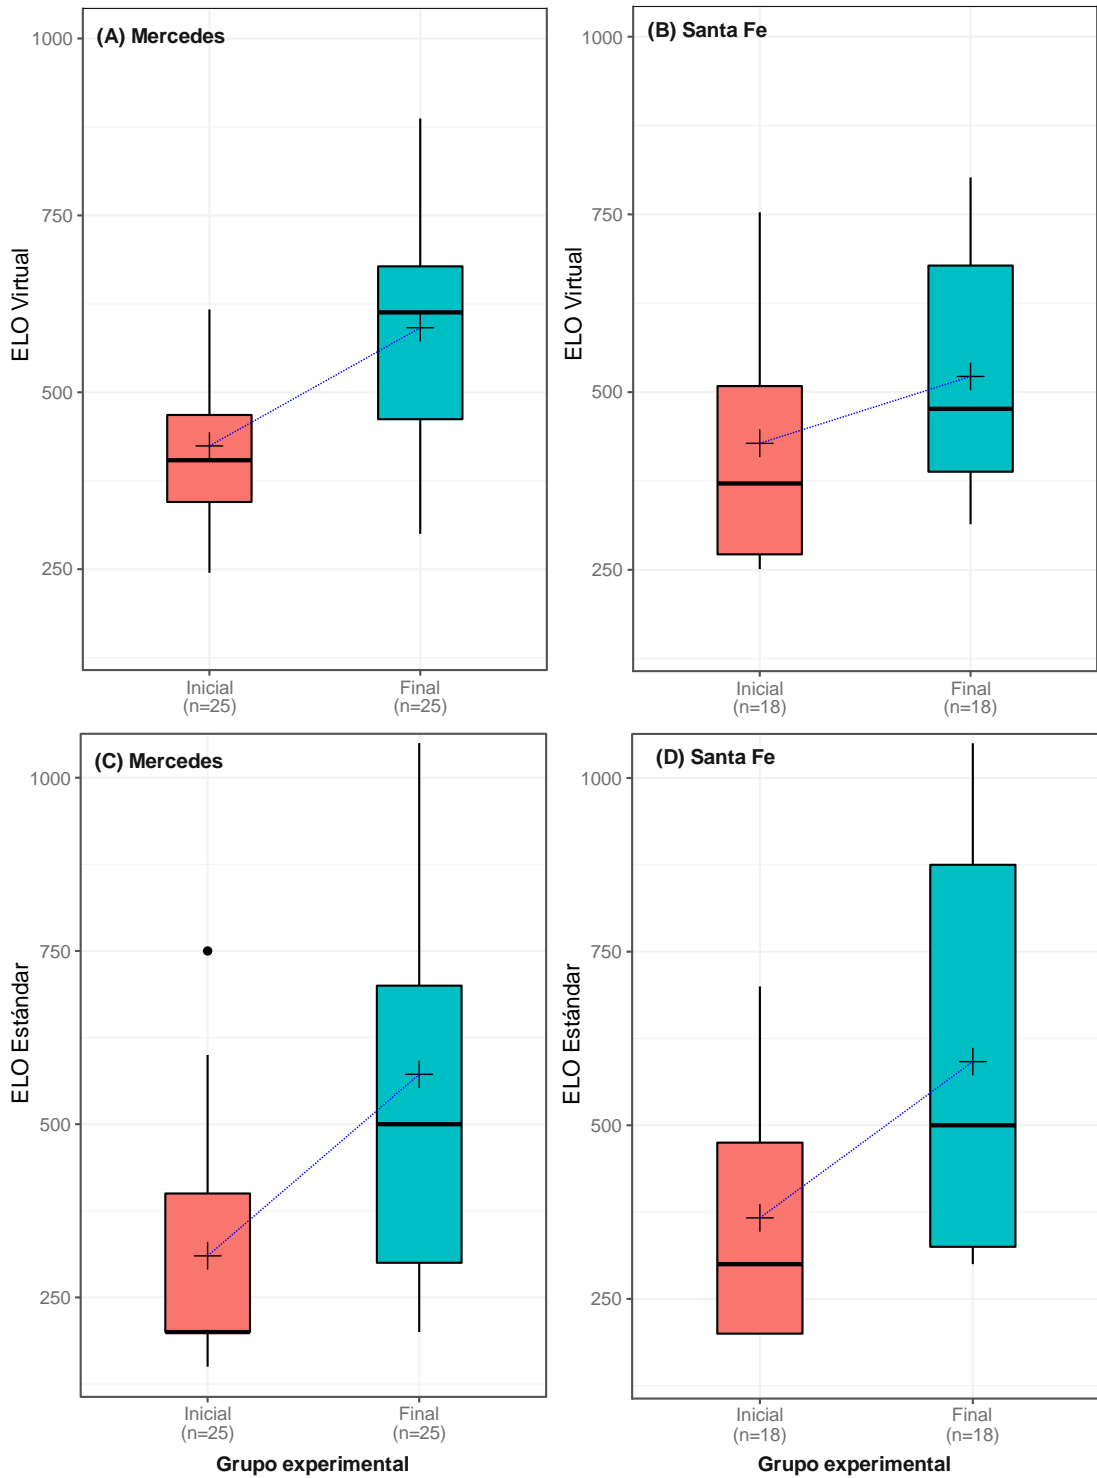 (A) Mercedes
1000
750
500
250
ELO Virtual
Inicial
(n=25)
Final
(n=25)
(B) Santa Fe
1000
750
500
250
ELO Virtual
Inicial
(n=18)
Final
(n=18)
(C) Mercedes
1000
750
500
250
ELO Estándar
Inicial
(n=25)
Final
(n=25)
Grupo experimental
(D) Santa Fe
1000
750
500
250
ELO Estándar
Inicial
(n=18)
Final
(n=18)
Grupo experimental